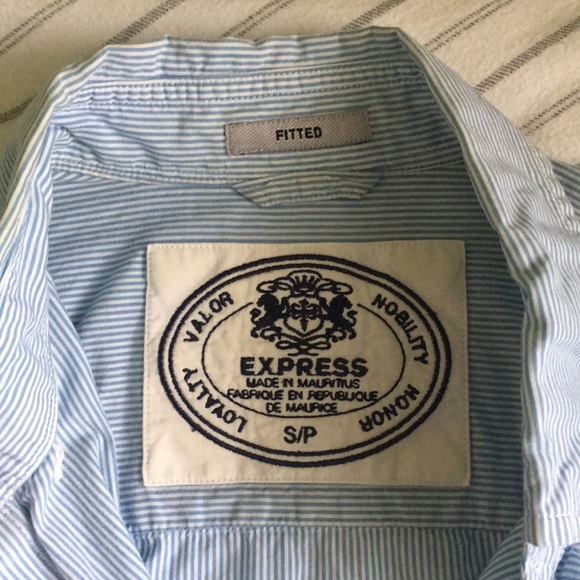 FITTED
VALOR
NOBILITY
LOYALTY
HONOR
EXPRESS
MADE IN MAURITIUS
FABRIQUE EN REPUBLIQUE
DE MAURICE
S/P